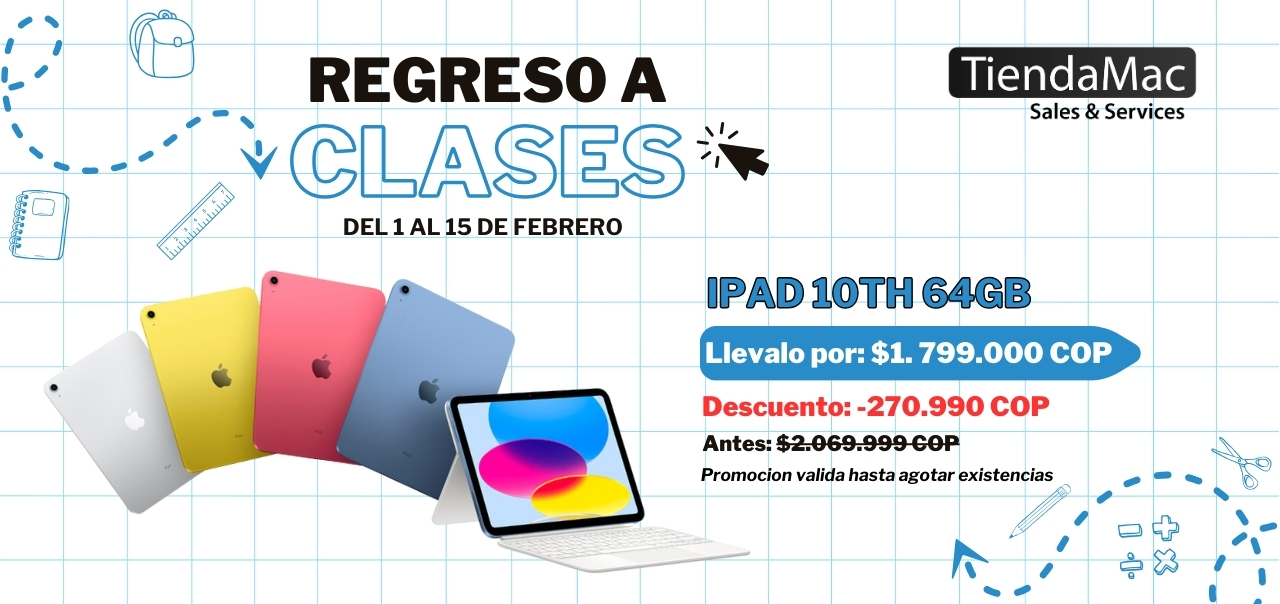 REGRESO A
CLASES
DEL 1 AL 15 DE FEBRERO
TiendaMac
Sales & Services
IPAD 10TH 64GB
Llevalo por: $1. 799.000 COP
Descuento: -270.990 COP
Antes: $2.069.999 COP
Promocion valida hasta agotar existencias